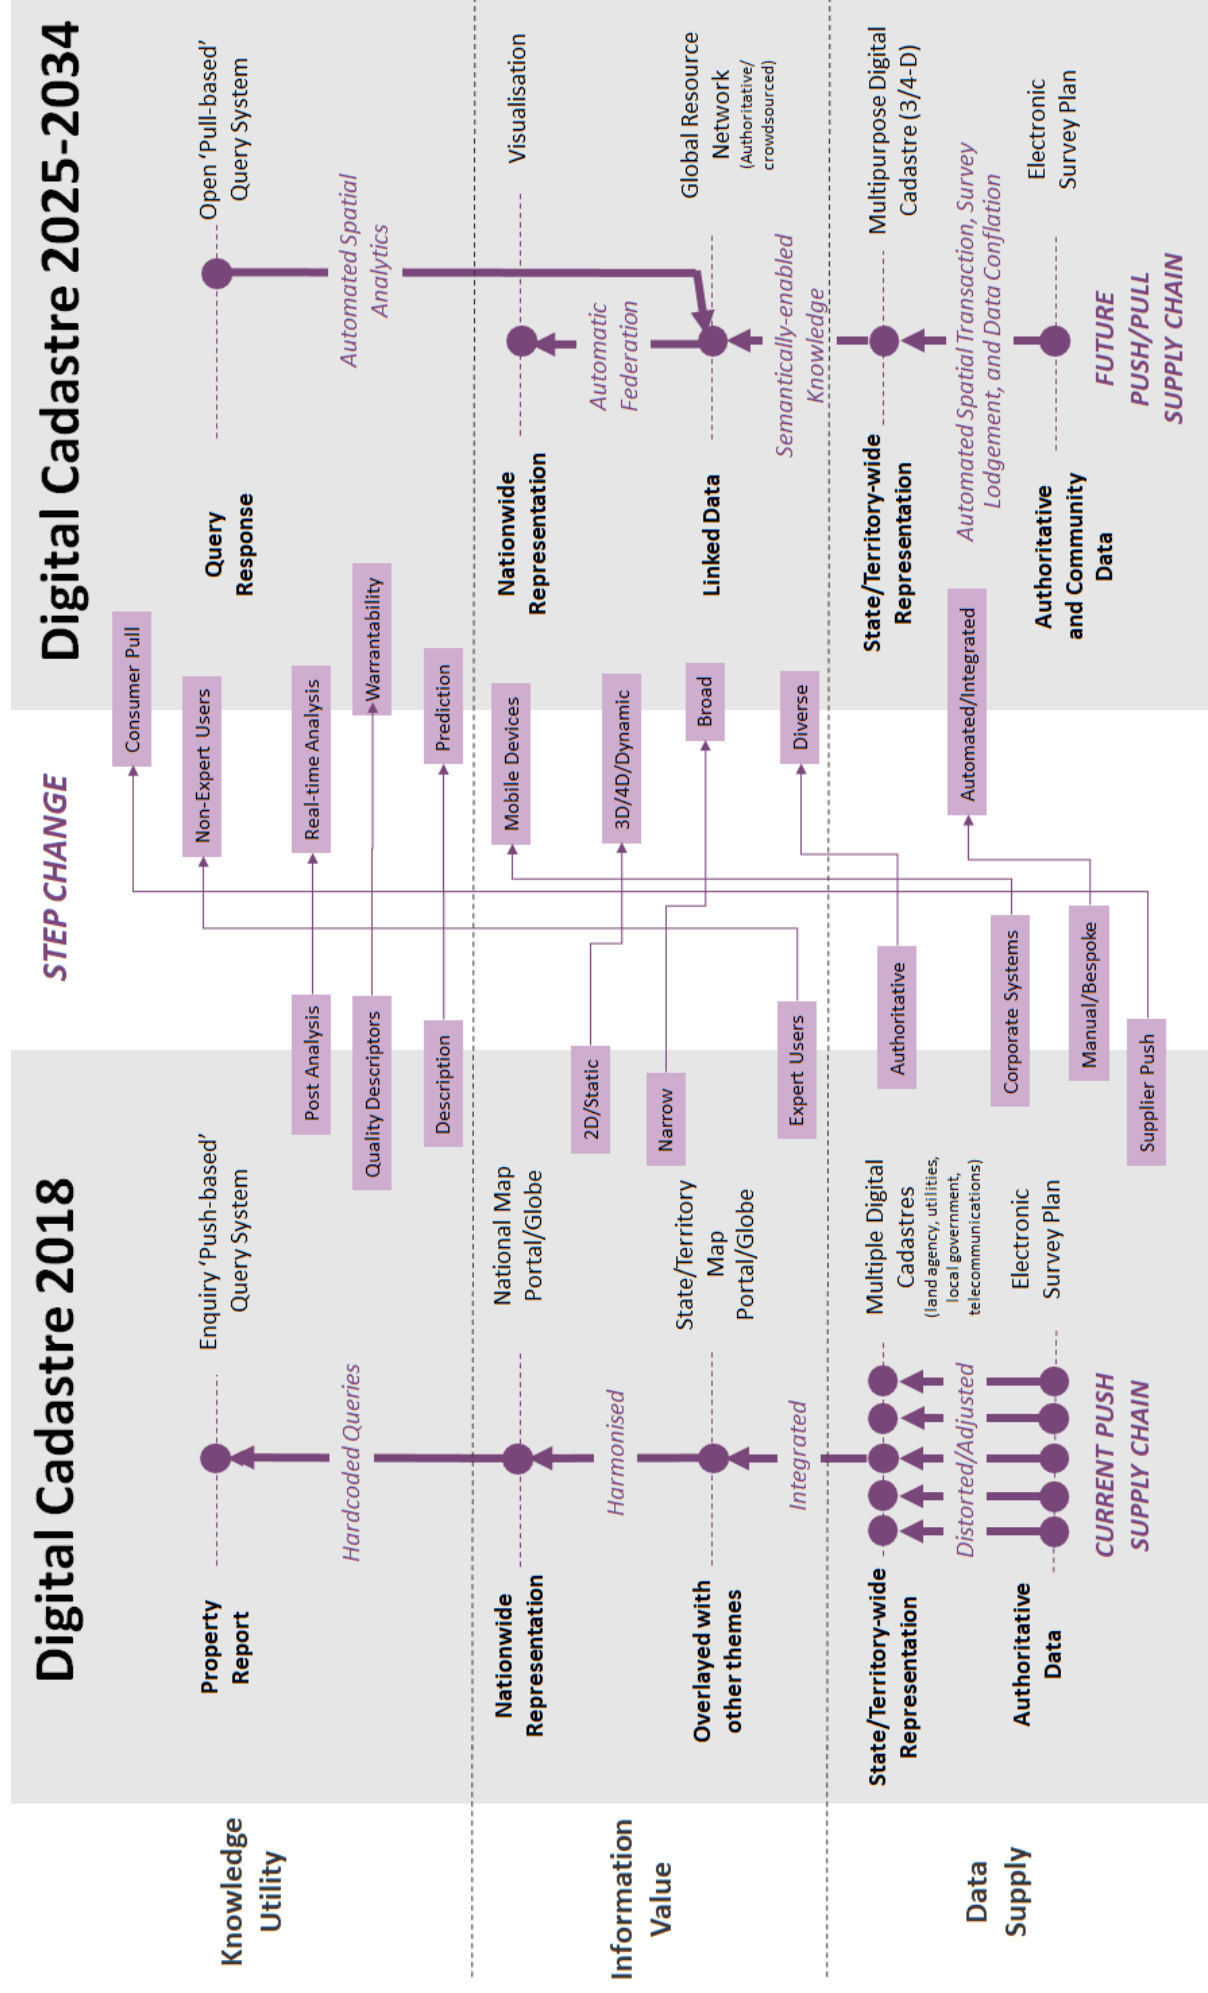 Digital Cadastre 2018
STEP CHANGE
Digital Cadastre 2025-2034
Knowledge
Utility
Information
Value
Data
Supply
Property
Report
Enquiry ‘Push-based’
Query System
Hardcoded Queries
Nationwide
Representation
National Map
Portal/Globe
Harmonised
Overlayed with
other themes
State/Territory
Map
Portal/Globe
Integrated
State/Territory-wide
Representation
Multiple Digital
Cadastres
(land agency, utilities,
local government,
telecommunications)
Distorted/Adjusted
Authoritative
Data
Electronic
Survey Plan
CURRENT PUSH
SUPPLY CHAIN
Post Analysis
Quality Descriptors
Description
2D/Static
Narrow
Expert Users
Authoritative
Corporate Systems
Manual/Bespoke
Supplier Push
Consumer Pull
Non-Expert Users
Real-time Analysis
Warrantability
Prediction
Mobile Devices
3D/4D/Dynamic
Broad
Diverse
Automated/Integrated
Query
Response
Open ‘Pull-based’
Query System
Automated Spatial
Analytics
Nationwide
Representation
Visualisation
Automatic
Federation
Linked Data
Global Resource
Network
(Authoritative/
crowdsourced)
Semantically-enabled
Knowledge
State/Territory-wide
Representation
Multipurpose Digital
Cadastre (3/4-D)
Automated Spatial Transaction, Survey
Lodgement, and Data Conflation
Authoritative
and Community
Data
Electronic
Survey Plan
FUTURE
PUSH/PULL
SUPPLY CHAIN